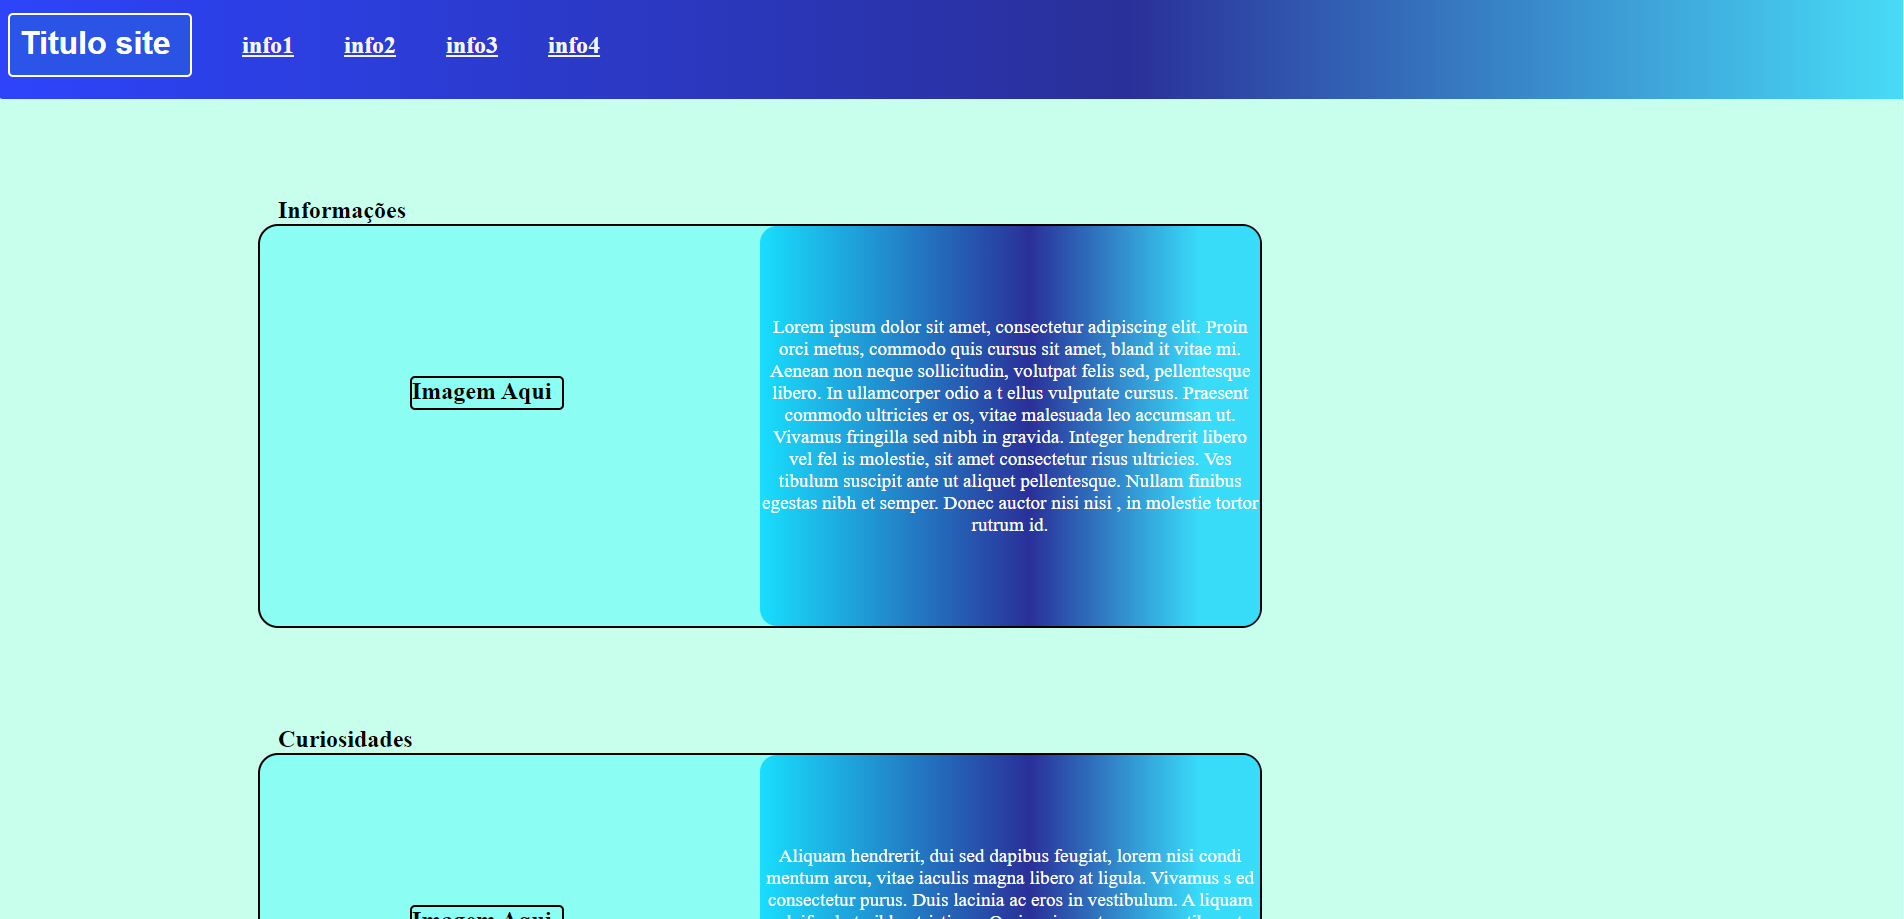 Titulo site info1 info2 info3 info4
Informações
Imagem Aqui
Lorem ipsum dolor sit amet, consectetur adipiscing elit. Proin
orci metus, commodo quis cursus sit amet, bland it vitae mi.
Aenean non neque sollicitudin, volutpat felis sed, pellentesque
libero. In ullamcorper odio a t ellus vulputate cursus. Praesent
commodo ultricies er os, vitae malesuada leo accumsan ut.
Vivamus fringilla sed nibh in gravida. Integer hendrerit libero
vel fel is molestie, sit amet consectetur risus ultricies. Ves
tibulum suscipit ante ut aliquet pellentesque. Nullam finibus
egestas nibh et semper. Donec auctor nisi nisi , in molestie tortor
rutrum id.
Curiosidades
Imagem Aqui
Aliquam hendrerit, dui sed dapibus feugiat, lorem nisi condi
mentum arcu, vitae iaculis magna libero at ligula. Vivamus s ed
consectetur purus. Duis lacinia ac eros in vestibulum. A liquam